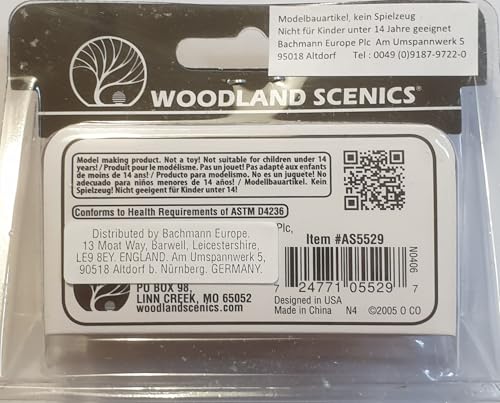 Modelbauartikel, kein Spielzeug
Nicht für Kinder unter 14 Jahre geeignet
Bachmann Europe Plc Am Umspannwerk 5
95018 Altdorf Tel : 0049 (0)9187-9722-0
WOODLAND SCENICS®
Model making product. Not a toy! Not suitable for children under 14
years! / Produit pour le modélisme. Pas un jouet! Pas adapté aux enfants
de moins de 14 ans! / Producto para modelismo. No es un juguete! No
adecuado para niños menores de 14 años! / Modelbauartikel. Kein
Spielzeug! Nicht geeignet für Kinder unter 14!
Conforms to Health Requirements of ASTM D4236
Distributed by Bachmann Europe. Plc,
13 Moat Way, Barwell, Leicestershire,
LE9 8EY. ENGLAND. Am Umspannwerk 5,
90518 Altdorf b. Nürnberg. GERMANY.
PO BOX 98,
LINN CREEK, MO 65052
woodlandscenics.com
Item #AS5529
N0406
7 24771 05529 7
Designed in USA
Made in China N4 ©2005 O CO